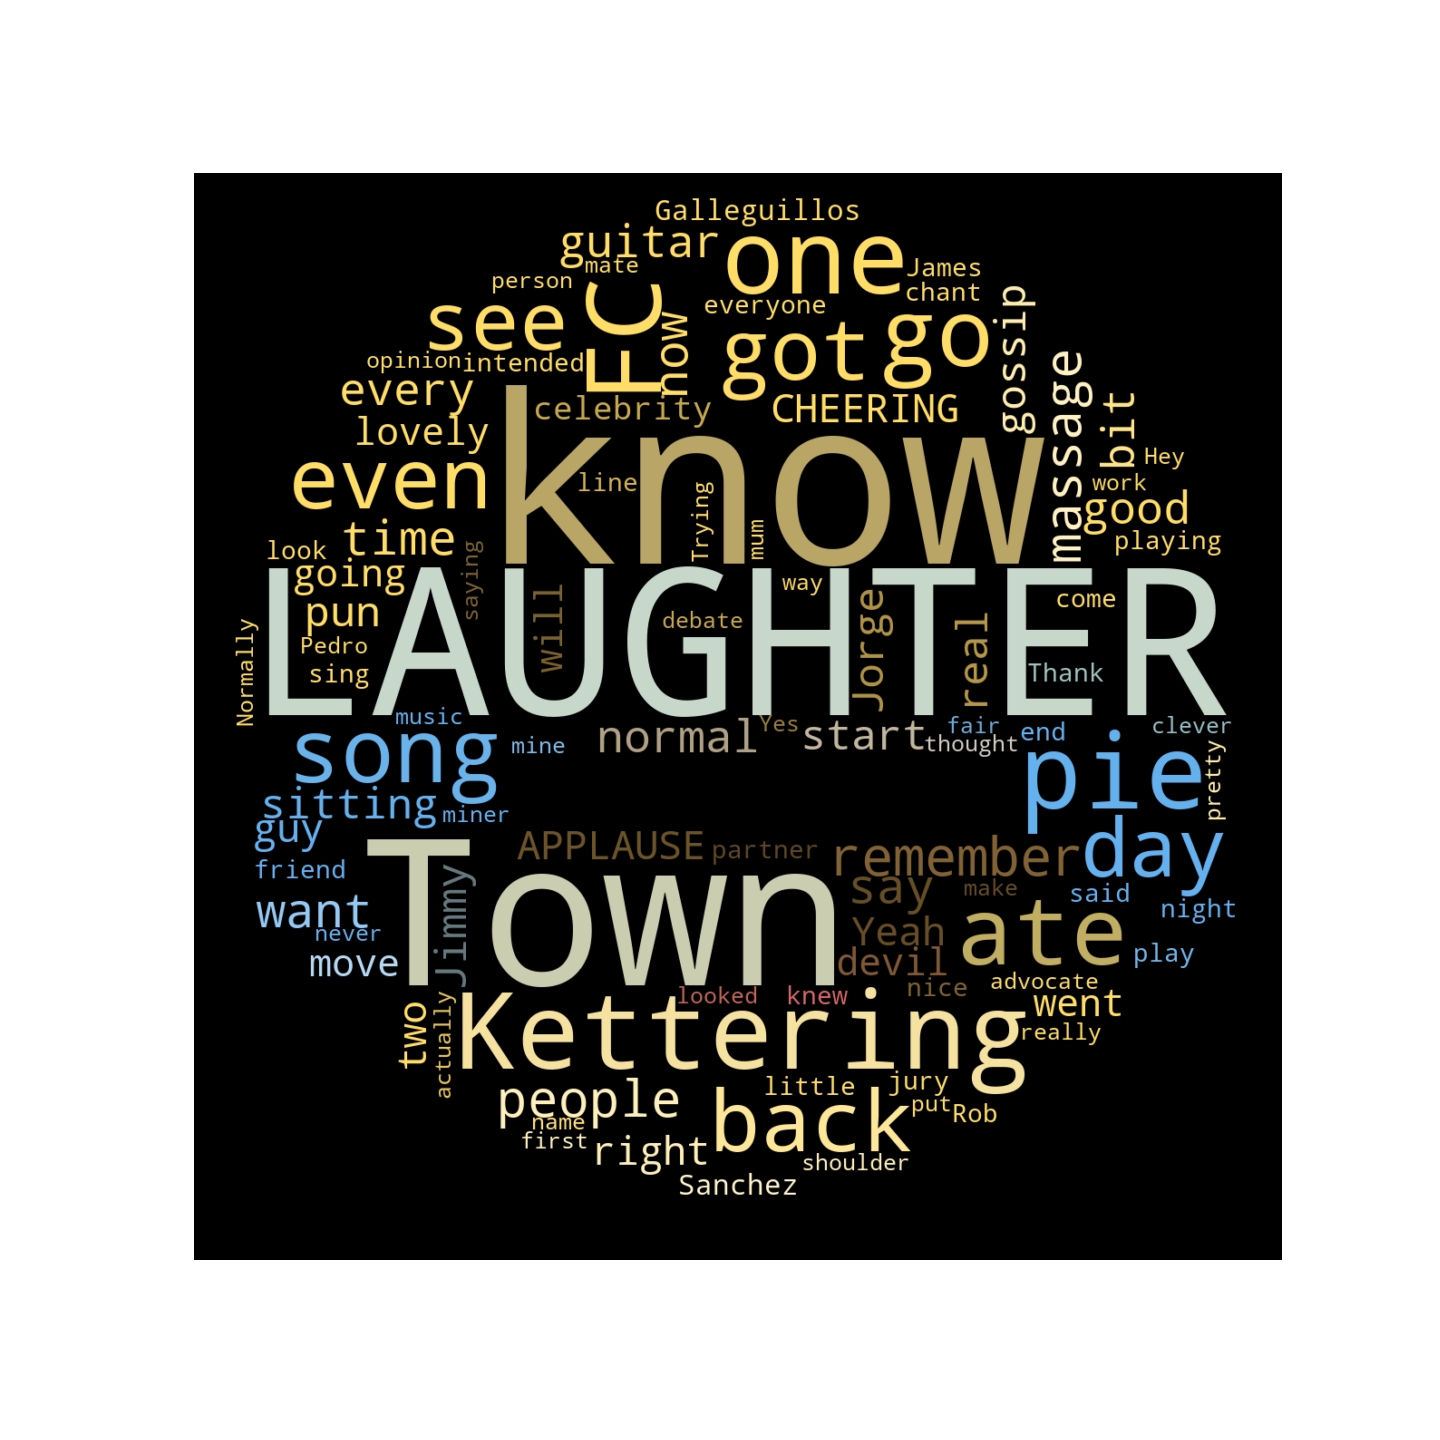 Galleguillos
guitar
one
mate
James
person
FC
chant
everyone
see
now
got
go
gossip
opinion
intended
massage
every
celebrity
CHEERING
bit
lovely
know
Hey
even
line
work
Trying
good
time
mum
playing
look
saying
going
LAUGHTER
way
will
Jorge
come
pun
debate
real
Pedro
Normally
sing
Thank
music
song
mine
normal
Yes
start
fair
thought
end
clever
pie
pretty
sitting
miner
guy
Town
APPLAUSE
partner
remember
day
friend
Jimmy
say
make
said
want
night
never
Yeah
ate
move
devil
play
two
actually
looked
knew
nice
advocate
went
Kettering
really
people
little
jury
name
back
put
Rob
first
right
shoulder
Sanchez